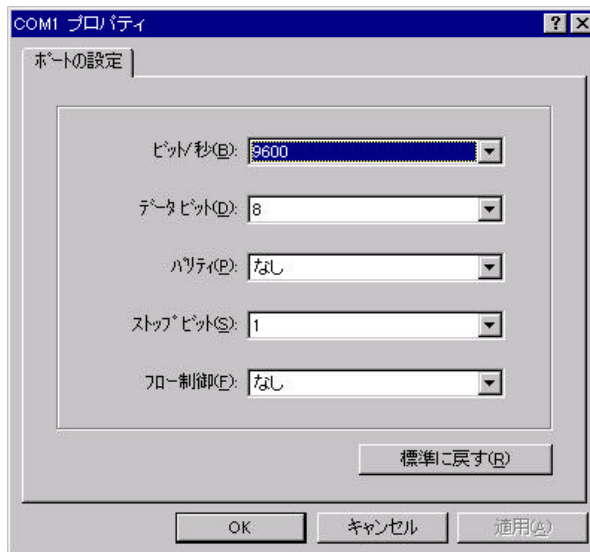 COM1 プロパティ
ポートの設定
ビット/秒(B): 9600
データ ビット(D): 8
パリティ(P): なし
ストップ ビット(S): 1
フロー制御(F): なし
標準に戻す(R)
OK キャンセル 適用(A)